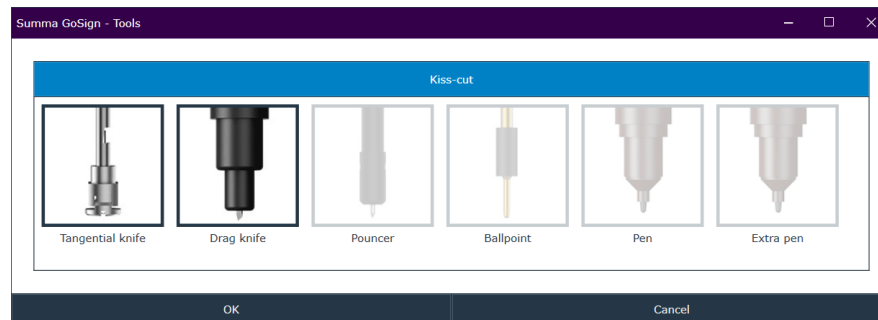 Summa GoSign - Tools
Kiss-cut
Tangential knife
Drag knife
Pouncer
Ballpoint
Pen
Extra pen
OK
Cancel